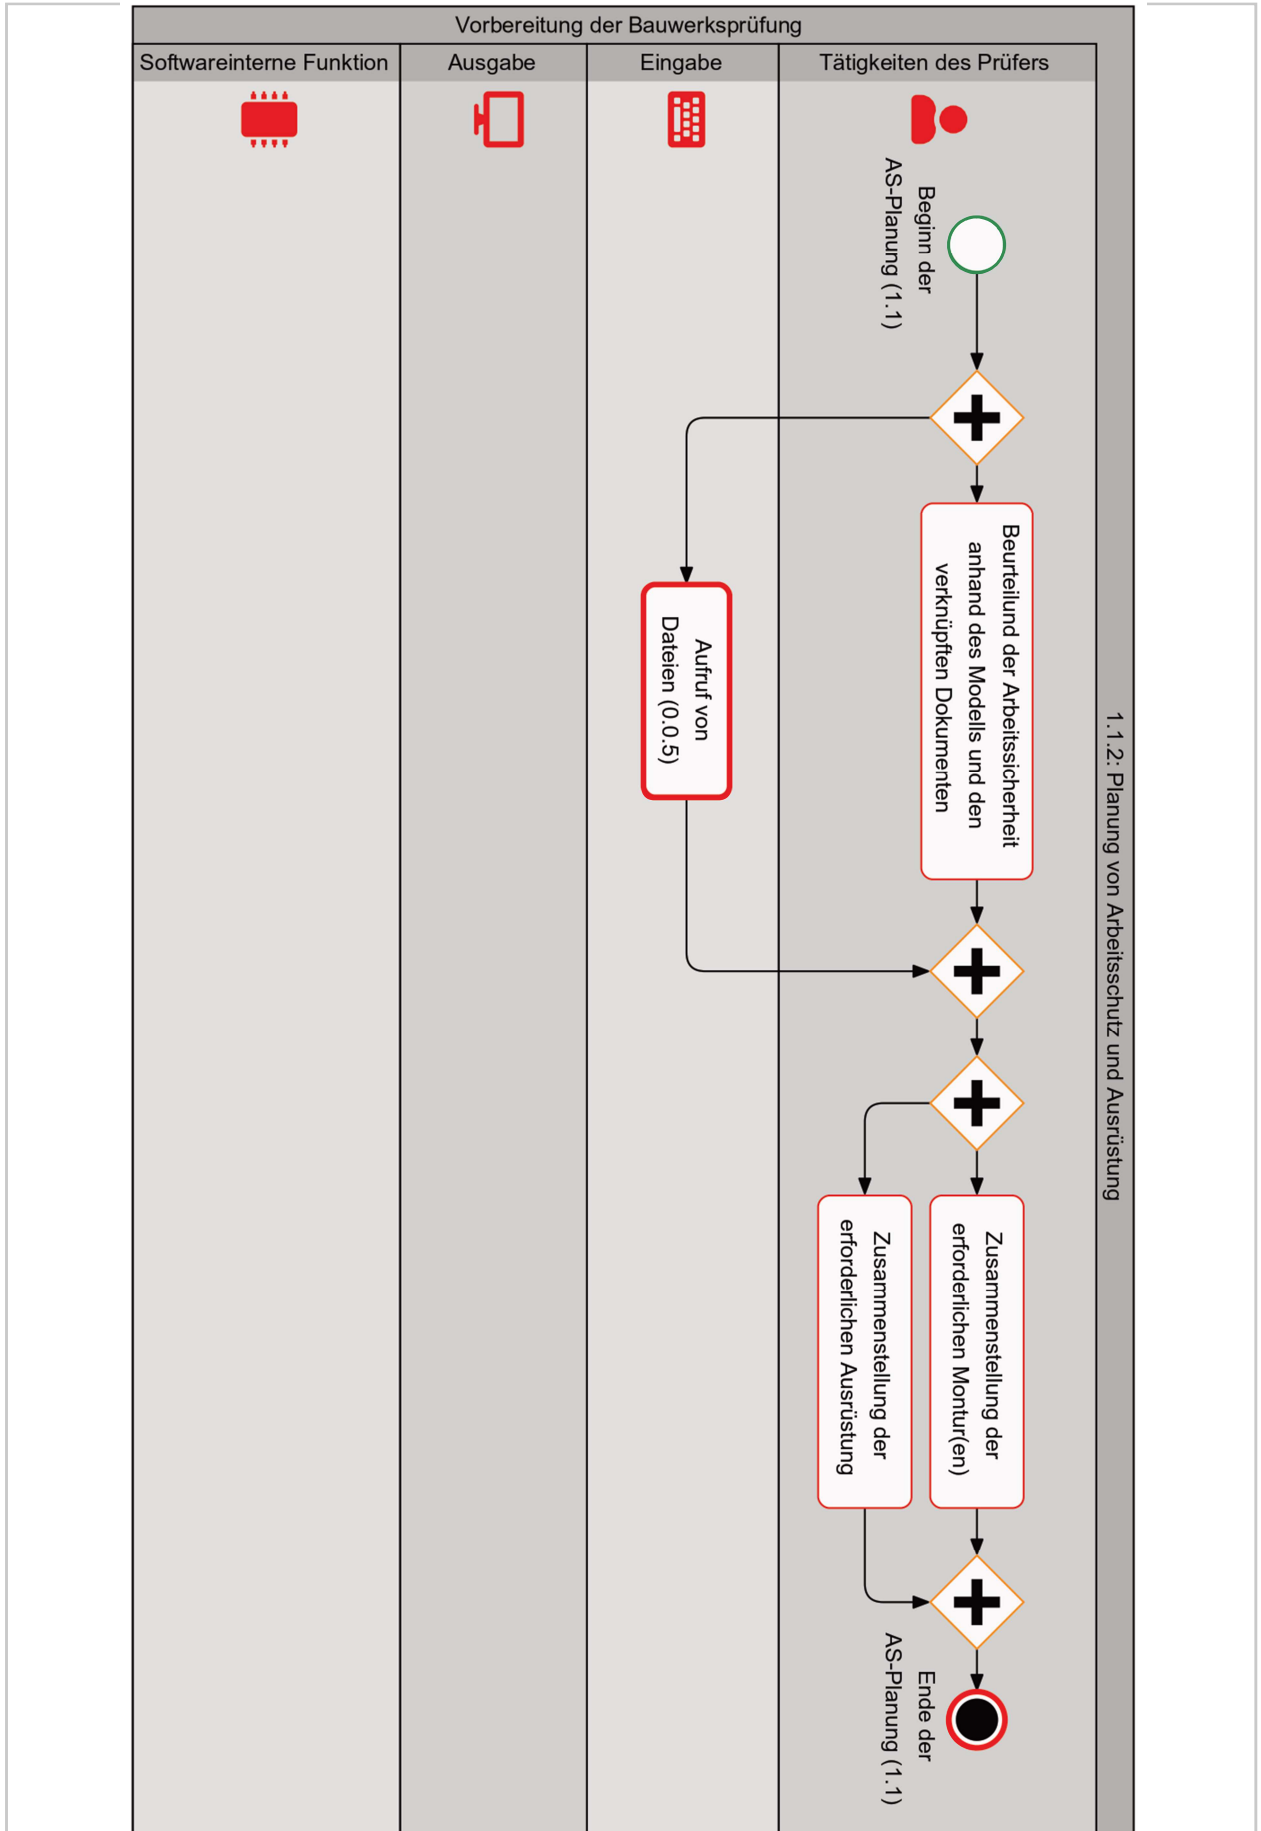 Vorbereitung der Bauwerksprüfung
Softwareinterne Funktion
Ausgabe
Eingabe
Tätigkeiten des Prüfers
1.1.2: Planung von Arbeitsschutz und Ausrüstung
Beginn der
AS-Planung (1.1)
Beurteilund der Arbeitssicherheit
anhand des Modells und den
verknüpften Dokumenten
Aufruf von
Dateien (0.0.5)
Zusammenstellung der
erforderlichen Montur(en)
Zusammenstellung der
erforderlichen Ausrüstung
Ende der
AS-Planung (1.1)